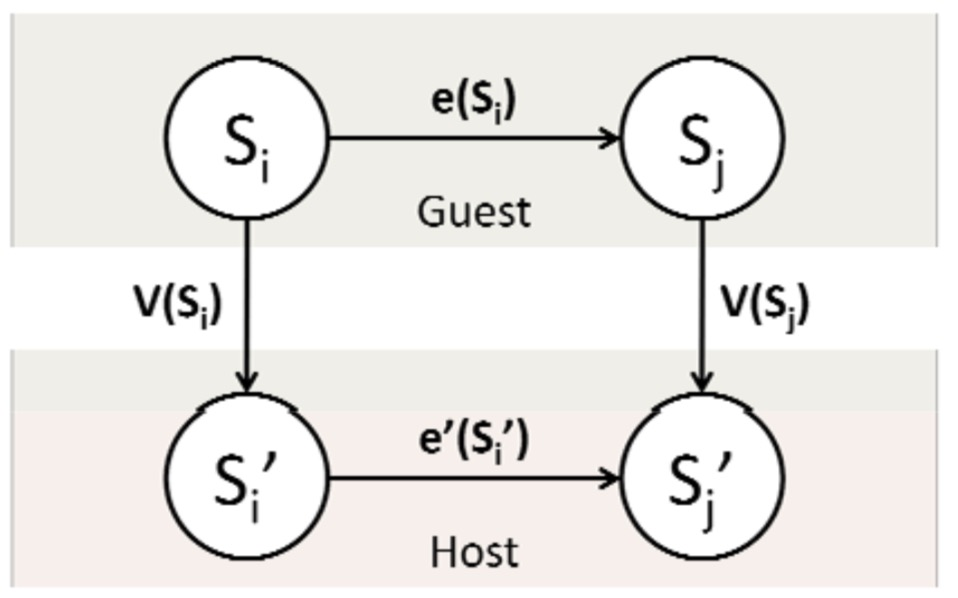 e(Si)
Si
Sj
Guest
V(Si)
V(Sj)
e’(Si’)
Si’
Sj’
Host